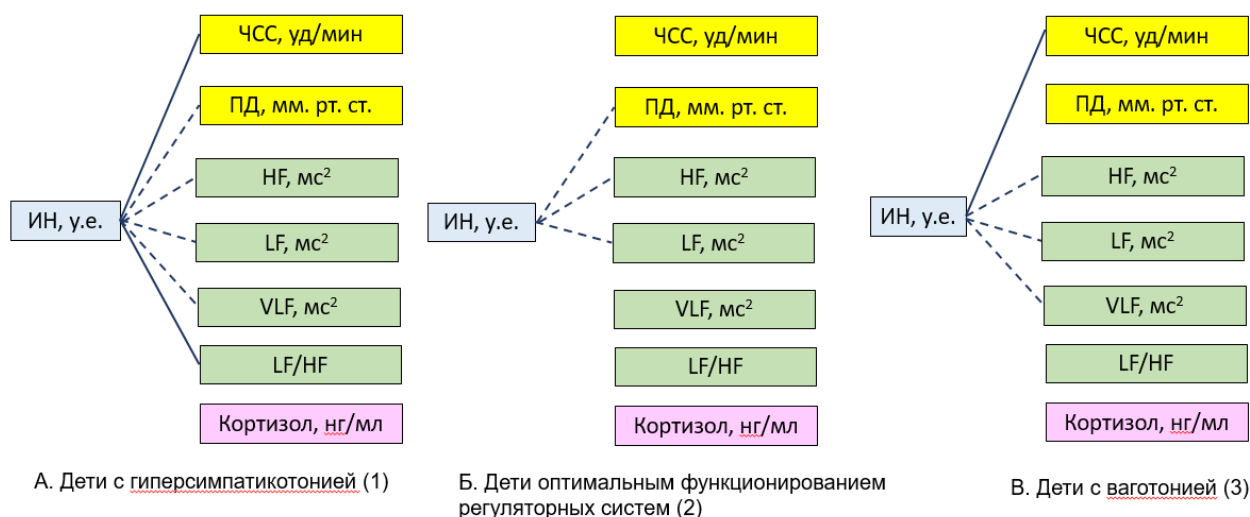 ЧСС, уд/мин
ПД, мм. рт. ст.
HF, мс²
ИН, у.е.
LF, мс²
VLF, мс²
LF/HF
Кортизол, нг/мл
А. Дети с гиперсимпатикотонией (1)
ЧСС, уд/мин
ПД, мм. рт. ст.
HF, мс²
ИН, у.е.
LF, мс²
VLF, мс²
LF/HF
Кортизол, нг/мл
Б. Дети оптимальным функционированием
регуляторных систем (2)
ЧСС, уд/мин
ПД, мм. рт. ст.
HF, мс²
ИН, у.е.
LF, мс²
VLF, мс²
LF/HF
Кортизол, нг/мл
В. Дети с ваготонией (3)